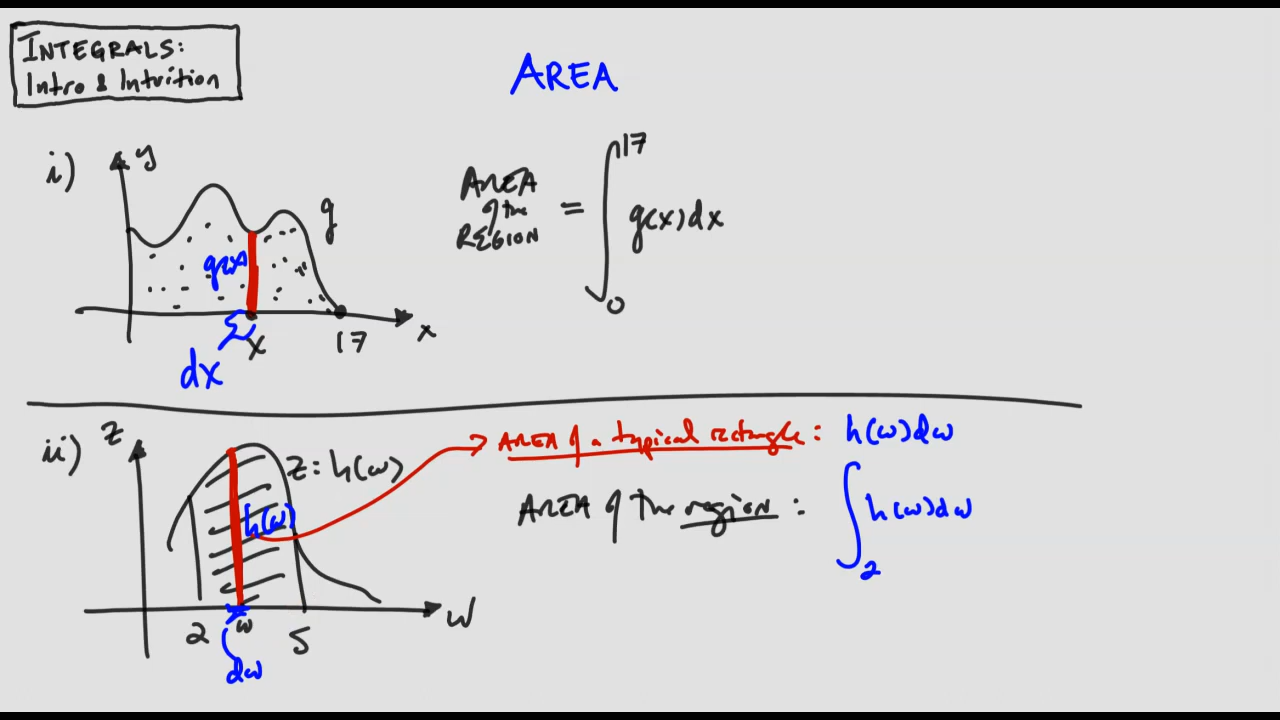 INTEGRALS:
Intro & Intuition
AREA
i)
y
g
g(x)
dx
x
17
x
AREA
of the
REGION
=
∫
17
0
g(x)dx
ii)
z
z = h(w)
h(w)
2
w
5
w
dw
AREA of a typical rectangle: h(w)dw
AREA of the region: ∫ h(w)dw
2